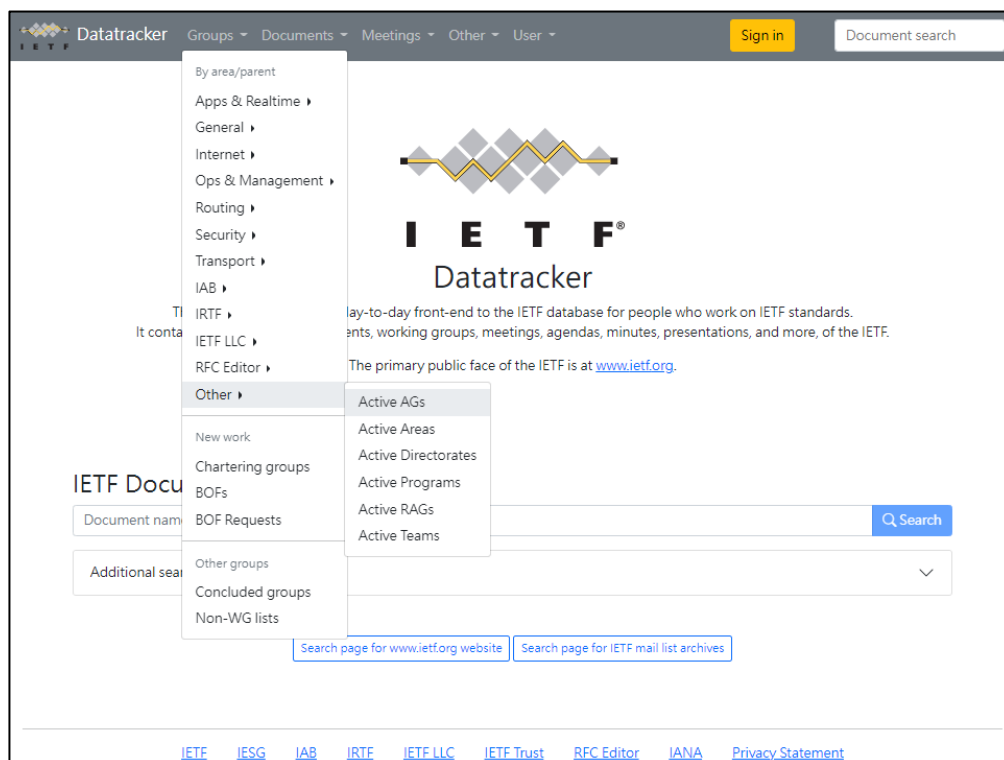 I E T F
Datatracker Groups Documents Meetings Other User Sign in Document search
By area/parent
Apps & Realtime
General
Internet
Ops & Management
Routing
Security
Transport
IAB
IRTF
IETF LLC
RFC Editor
Other
New work
Chartering groups
BOFs
BOF Requests
Other groups
Concluded groups
Non-WG lists
Active AGs
Active Areas
Active Directorates
Active Programs
Active RAGs
Active Teams
I E T F®
Datatracker
day-to-day front-end to the IETF database for people who work on IETF standards.
It conta ents, working groups, meetings, agendas, minutes, presentations, and more, of the IETF.
The primary public face of the IETF is at www.ietf.org.
IETF Docu
Document nam Search
Additional sear
Search page for www.ietf.org website Search page for IETF mail list archives
IETF IESG IAB IRTF IETF LLC IETF Trust RFC Editor IANA Privacy Statement